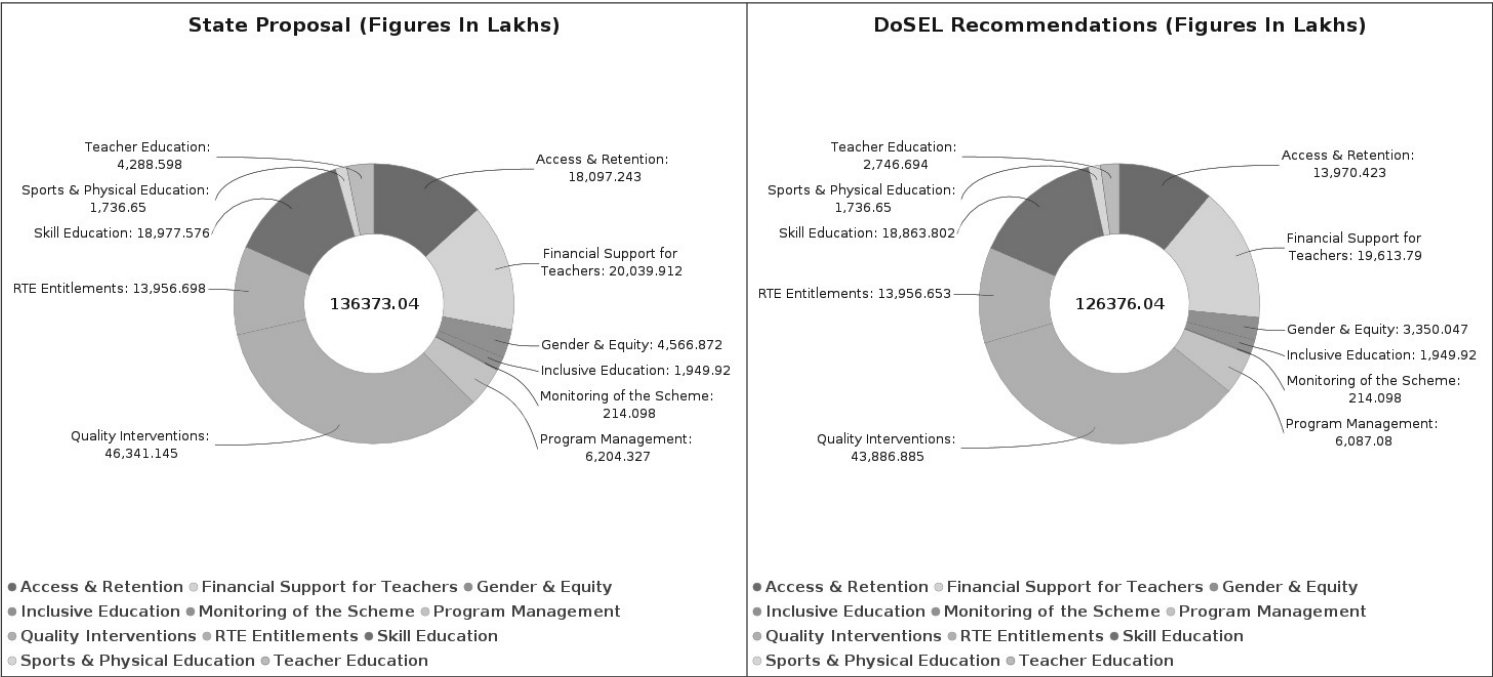 State Proposal (Figures In Lakhs)
Teacher Education:
4,288.598
Sports & Physical Education:
1,736.65
Skill Education: 18,977.576
RTE Entitlements: 13,956.698
Quality Interventions:
46,341.145
Access & Retention:
18,097.243
Financial Support for
Teachers: 20,039.912
Gender & Equity: 4,566.872
Inclusive Education: 1,949.92
Monitoring of the Scheme:
214.098
Program Management:
6,204.327
136373.04
Access & Retention Financial Support for Teachers Gender & Equity
Inclusive Education Monitoring of the Scheme Program Management
Quality Interventions RTE Entitlements Skill Education
Sports & Physical Education Teacher Education
DoSEL Recommendations (Figures In Lakhs)
Teacher Education:
2,746.694
Sports & Physical Education:
1,736.65
Skill Education: 18,863.802
RTE Entitlements: 13,956.653
Quality Interventions:
43,886.885
Access & Retention:
13,970.423
Financial Support for
Teachers: 19,613.79
Gender & Equity: 3,350.047
Inclusive Education: 1,949.92
Monitoring of the Scheme:
214.098
Program Management:
6,087.08
126376.04
Access & Retention Financial Support for Teachers Gender & Equity
Inclusive Education Monitoring of the Scheme Program Management
Quality Interventions RTE Entitlements Skill Education
Sports & Physical Education Teacher Education